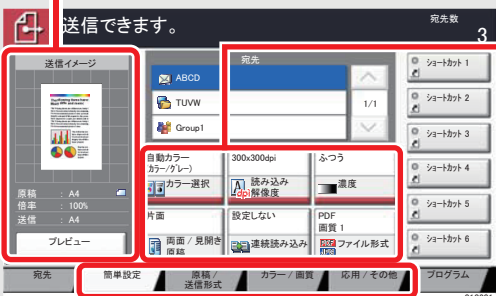 送信できます。
宛先数
3
送信イメージ
原稿 : A4
倍率 : 100%
送信 : A4
プレビュー
宛先
ABCD
TUVW
Group1
1/1
自動カラー
(カラー/グレー)
カラー選択
300x300dpi
dpi
読み込み
解像度
ふつう
濃度
片面
両面 / 見開き
原稿
設定しない
連続読み込み
PDF
画質 1
ファイル形式
ショートカット 1
ショートカット 2
ショートカット 3
ショートカット 4
ショートカット 5
ショートカット 6
宛先
簡単設定
原稿 /
送信形式
カラー / 画質
応用 / その他
プログラム